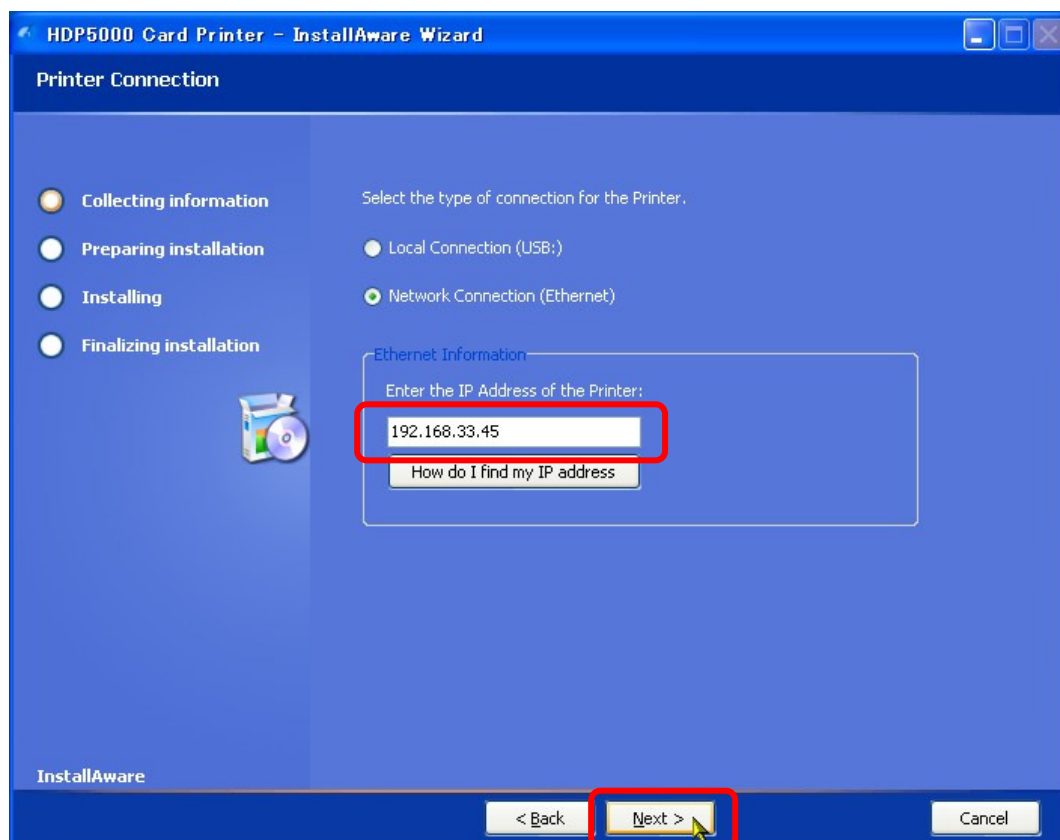 HDP5000 Card Printer - InstallAware Wizard
Printer Connection
Collecting information
Preparing installation
Installing
Finalizing installation
Select the type of connection for the Printer.
Local Connection (USB:)
Network Connection (Ethernet)
Ethernet Information
Enter the IP Address of the Printer:
192.168.33.45
How do I find my IP address
InstallAware
< Back
Next >
Cancel